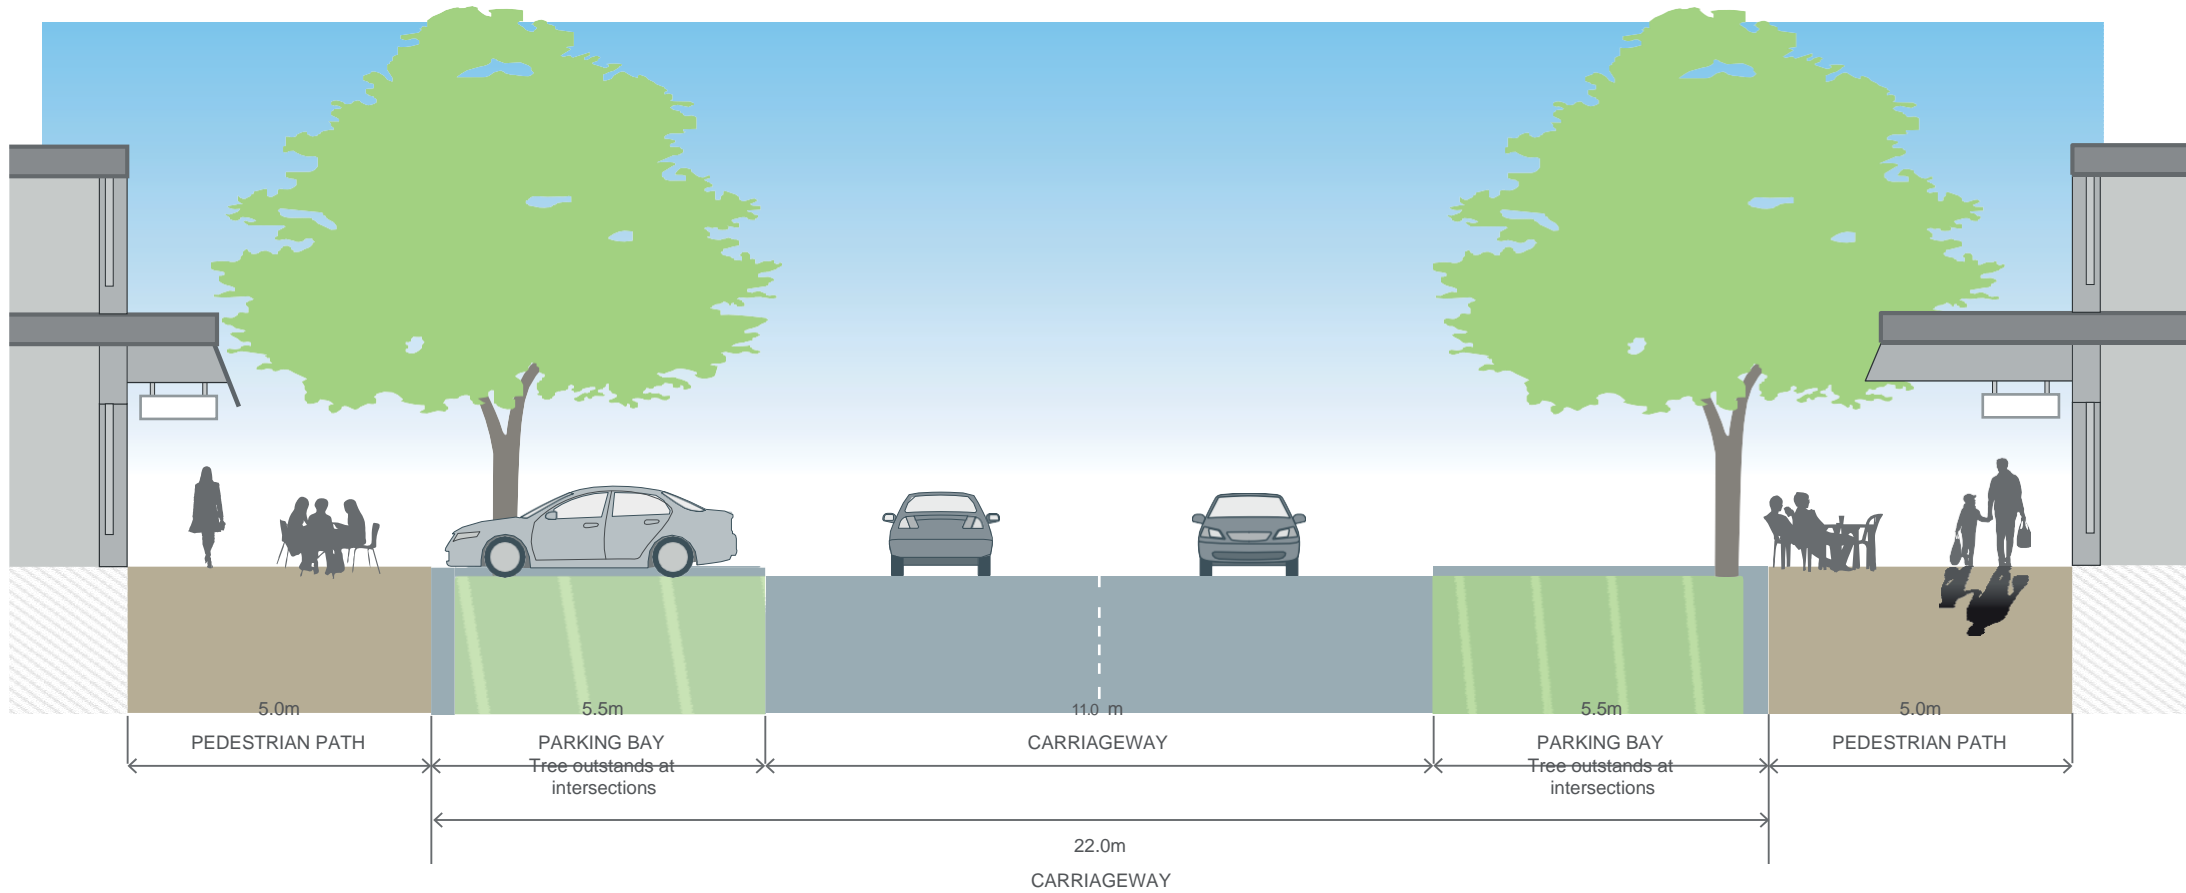 5.0m
5.5m
11.0 m
5.5m
5.0m
PEDESTRIAN PATH
PARKING BAY
CARRIAGEWAY
PARKING BAY
PEDESTRIAN PATH
Tree outstands at
intersections
Tree outstands at
intersections
22.0m
CARRIAGEWAY